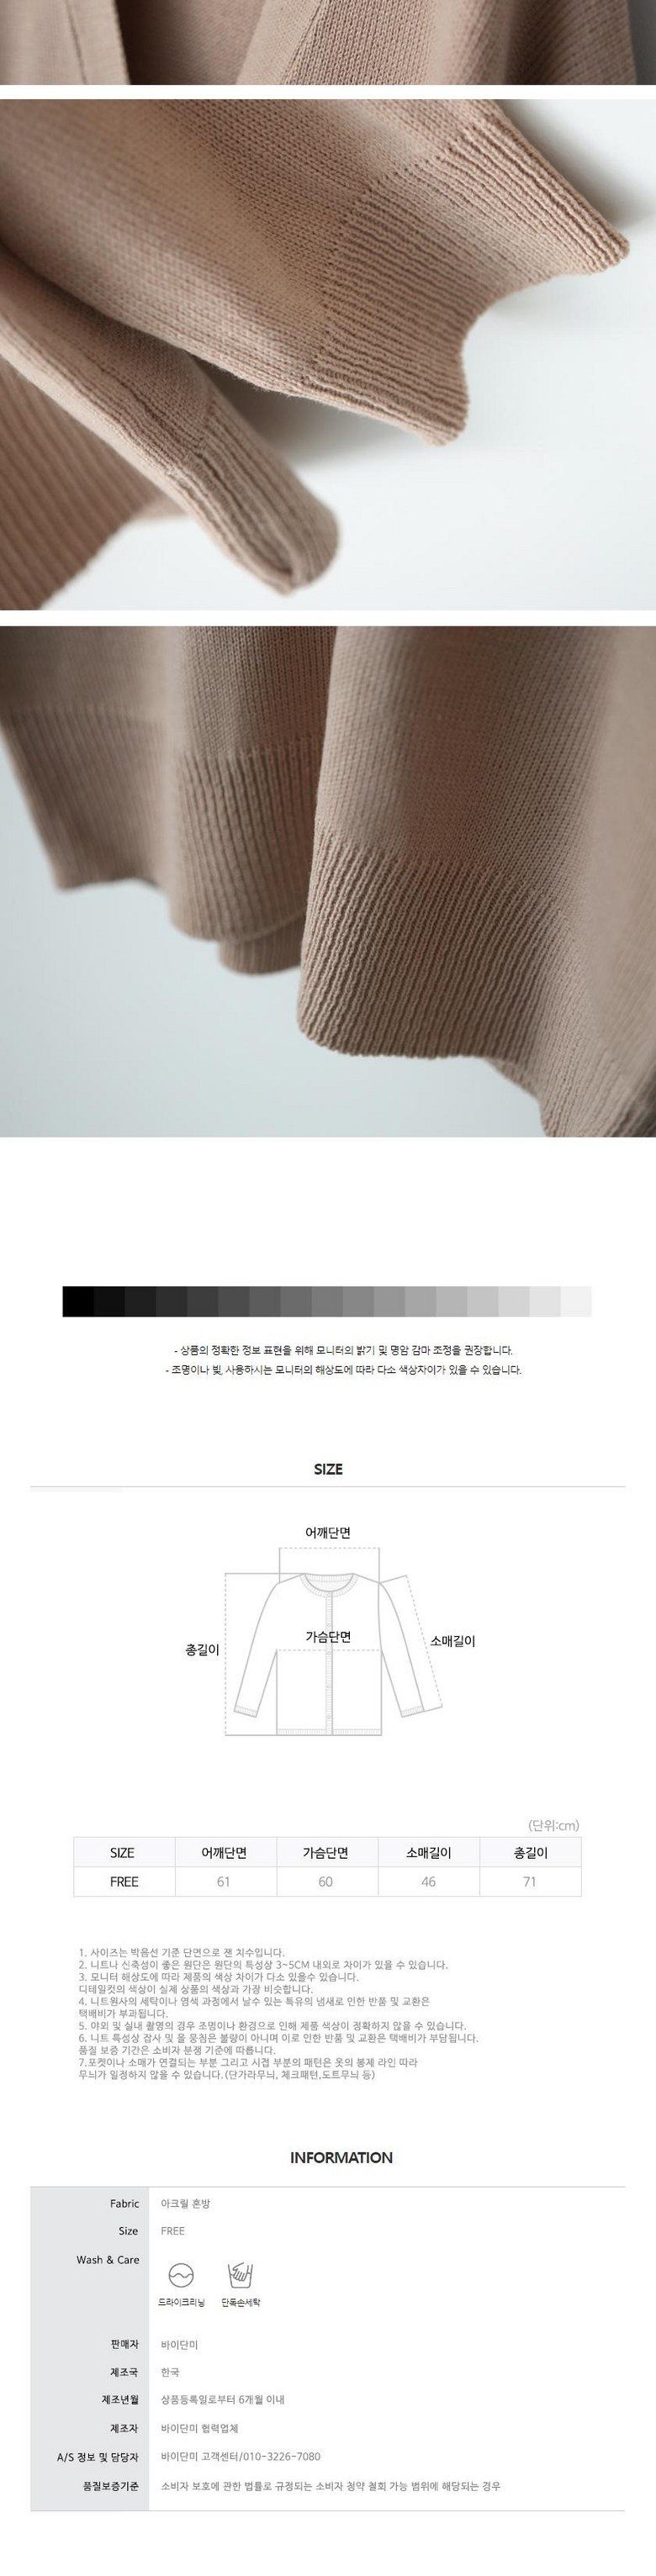 - 상품의 정확한 정보 표현을 위해 모니터의 밝기 및 명암 감마 조정을 권장합니다.
- 조명이나 빛, 사용하시는 모니터의 해상도에 따라 다소 색상차이가 있을 수 있습니다.
SIZE
어깨단면
가슴단면
총길이
소매길이
(단위:cm)
SIZE 어깨단면 가슴단면 소매길이 총길이
FREE 61 60 46 71
1. 사이즈는 박음선 기준 단면으로 잰 치수입니다.
2. 니트나 신축성이 좋은 원단은 원단의 특성상 3~5CM 내외로 차이가 있을 수 있습니다.
3. 모니터 해상도에 따라 제품의 색상 차이가 다소 있을수 있습니다.
디테일컷의 색상이 실제 상품의 색상과 가장 비슷합니다.
4. 니트원사의 세탁이나 염색 과정에서 날수 있는 특유의 냄새로 인한 반품 및 교환은
택배비가 부과됩니다.
5. 야외 및 실내 촬영의 경우 조명이나 환경으로 인해 제품 색상이 정확하지 않을 수 있습니다.
6. 니트 특성상 잡사 및 올 뭉침은 불량이 아니며 이로 인한 반품 및 교환은 택배비가 부담됩니다.
품질 보증 기간은 소비자 분쟁 기준에 따릅니다.
7.포켓이나 소매가 연결되는 부분 그리고 시접 부분의 패턴은 옷의 봉제 라인 따라
무늬가 일정하지 않을 수 있습니다.(단가라무늬, 체크패턴,도트무늬 등)
INFORMATION
Fabric 아크릴 혼방
Size FREE
Wash & Care
드라이크리닝 단독손세탁
판매자 바이단미
제조국 한국
제조년월 상품등록일로부터 6개월 이내
제조자 바이단미 협력업체
A/S 정보 및 담당자 바이단미 고객센터/010-3226-7080
품질보증기준 소비자 보호에 관한 법률로 규정되는 소비자 청약 철회 가능 범위에 해당되는 경우